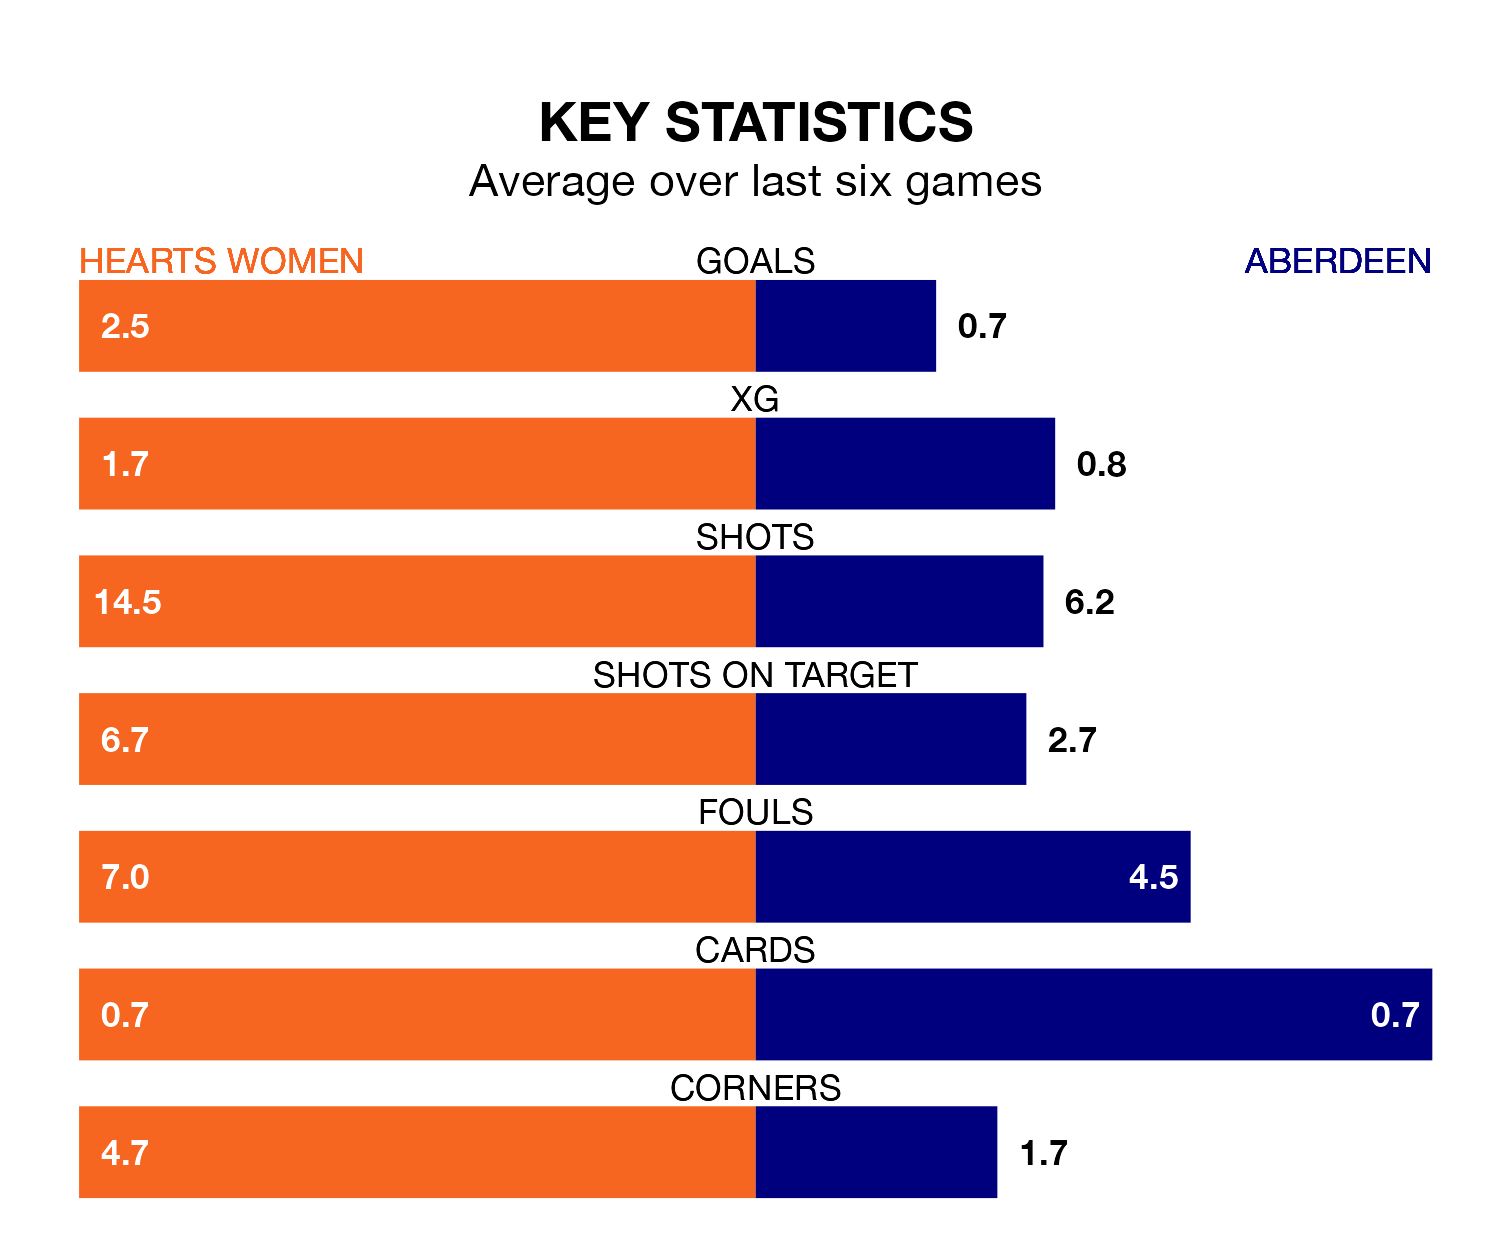 KEY STATISTICS
Average over last six games
HEARTS WOMEN GOALS ABERDEEN
2.5 0.7
XG
1.7 0.8
SHOTS
14.5 6.2
SHOTS ON TARGET
6.7 2.7
FOULS
7.0 4.5
CARDS
0.7 0.7
CORNERS
4.7 1.7